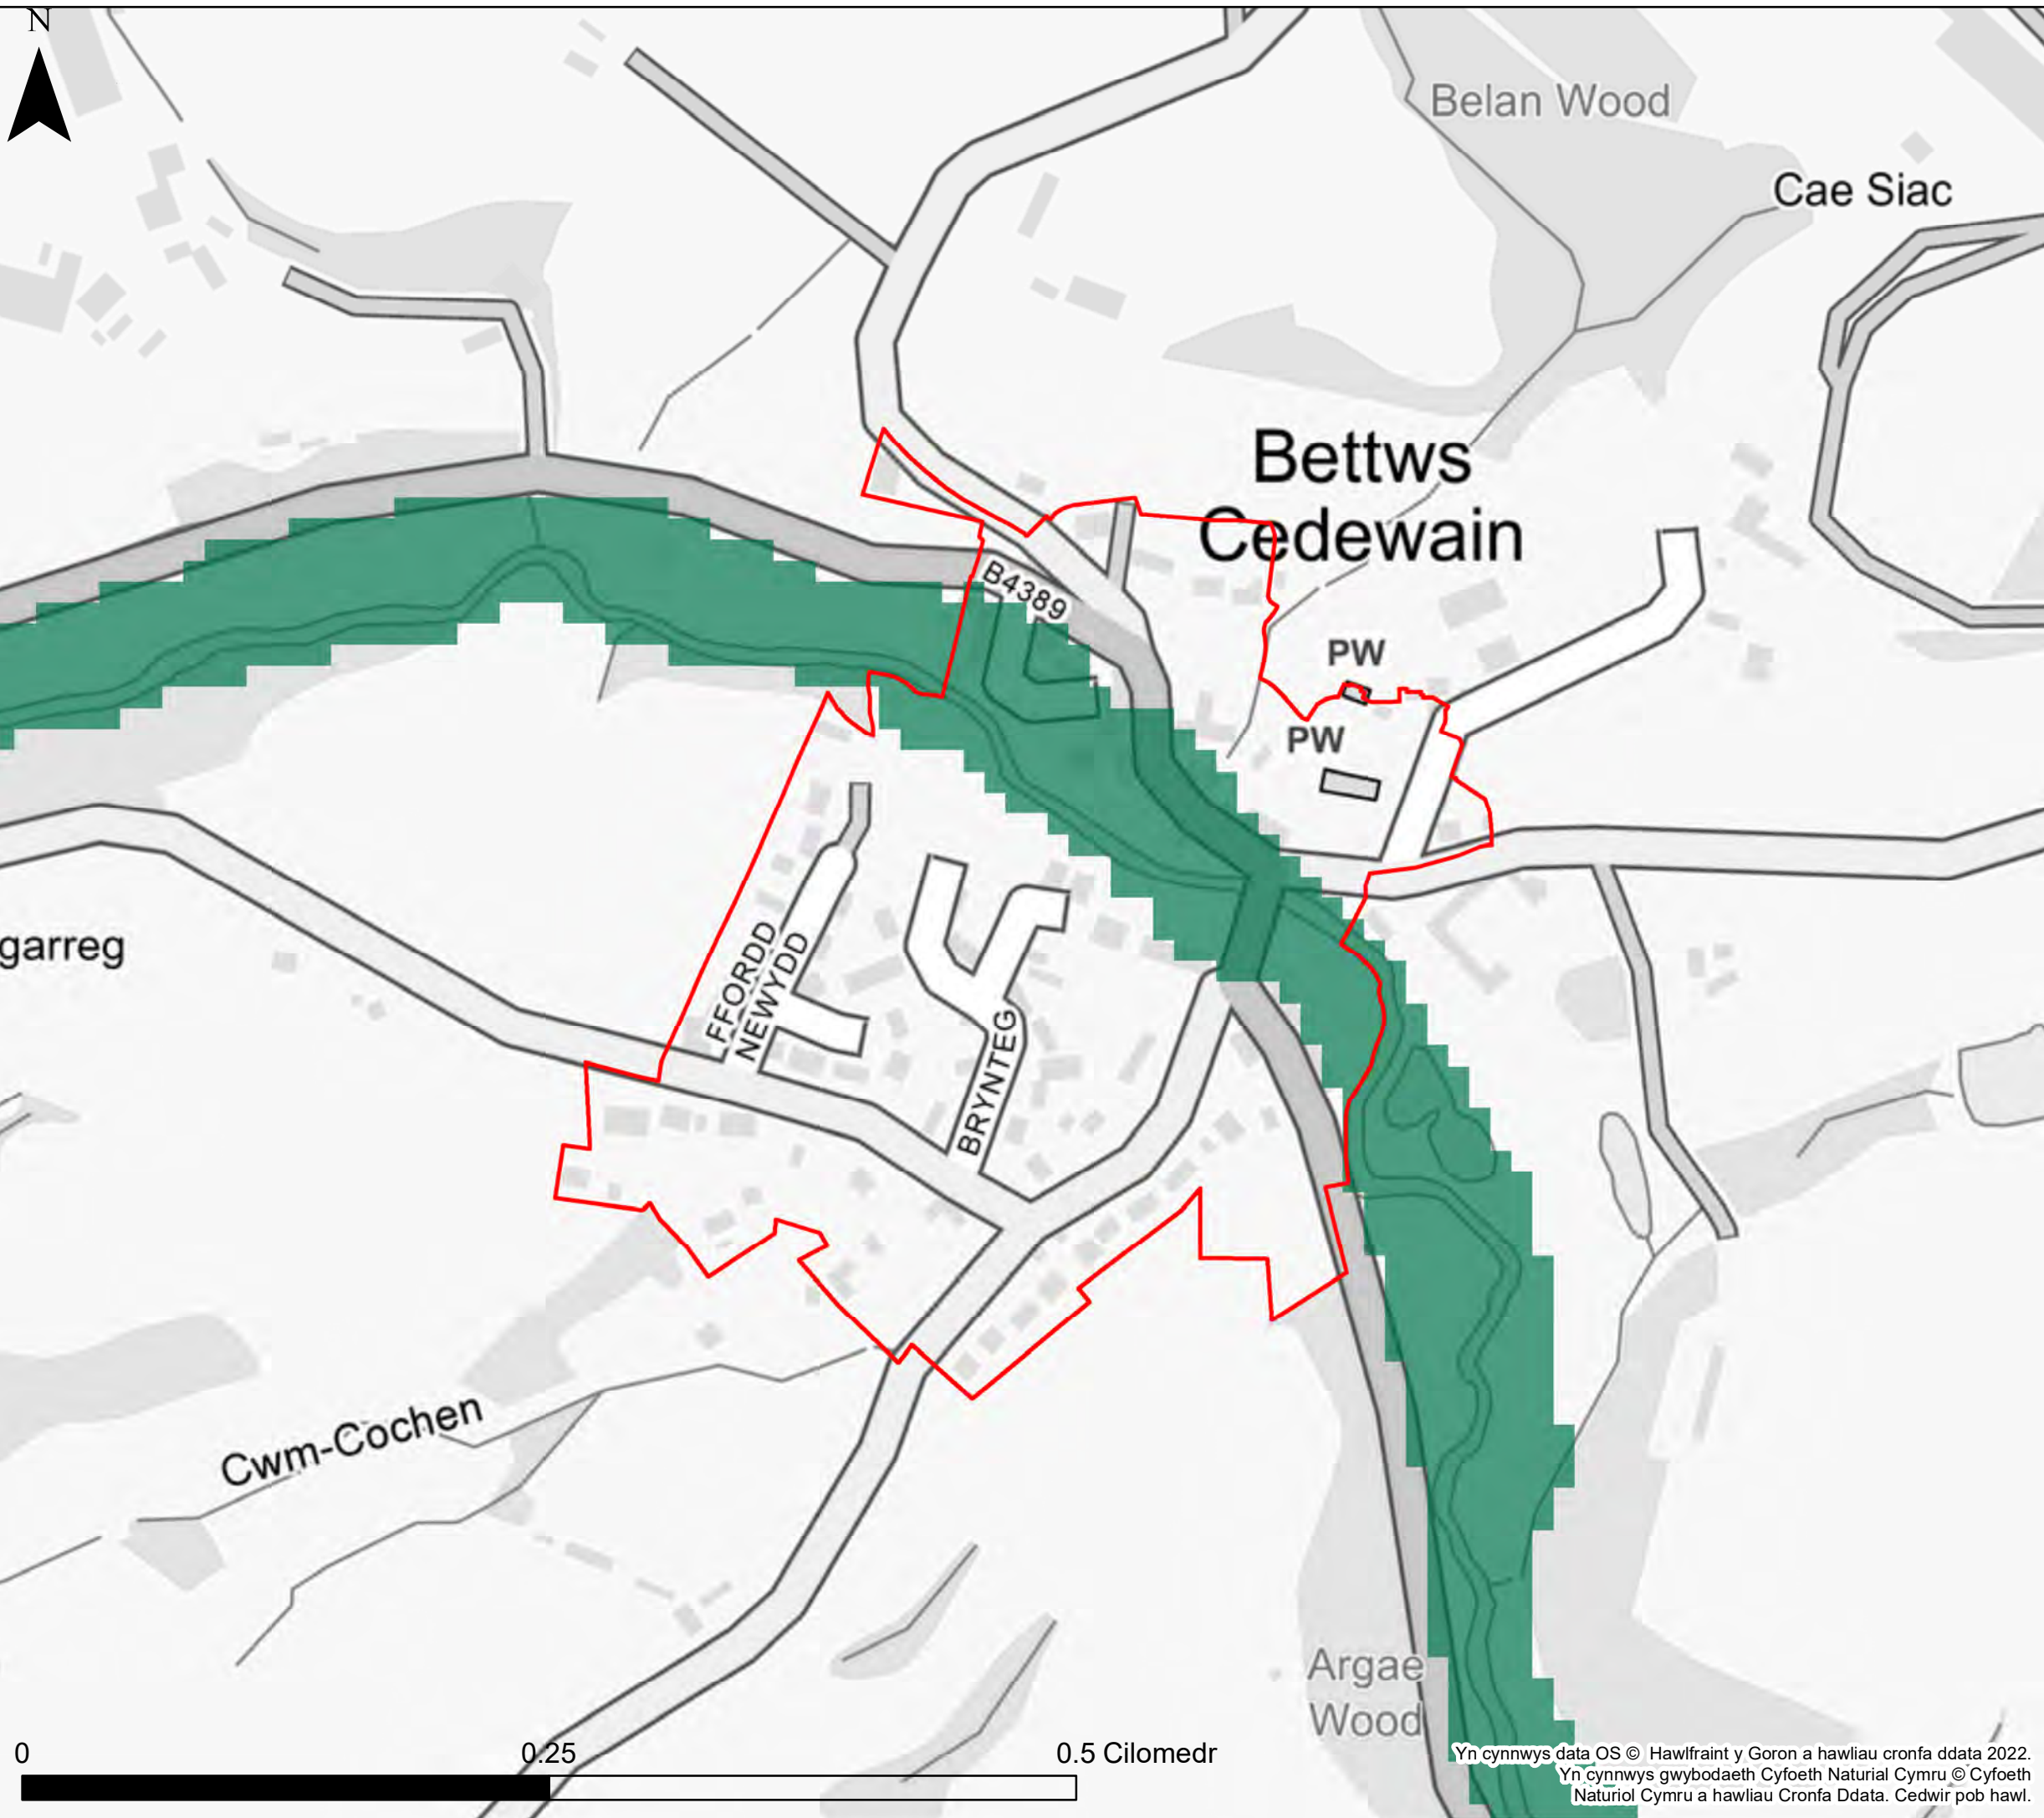 N
Belan Wood
Cae Siac
Bettws
Cedewain
B4389
PW
PW
garreg
FFORDD
NEWYDD
BRYNTEG
Cwm-Cochen
Argae
Wood
0 0.25 0.5 Cilomedr
Yn cynnwys data OS © Hawlfraint y Goron a hawliau cronfa ddata 2022.
Yn cynnwys gwybodaeth Cyfoeth Naturial Cymru © Cyfoeth
Naturiol Cymru a hawliau Cronfa Ddata. Cedwir pob hawl.